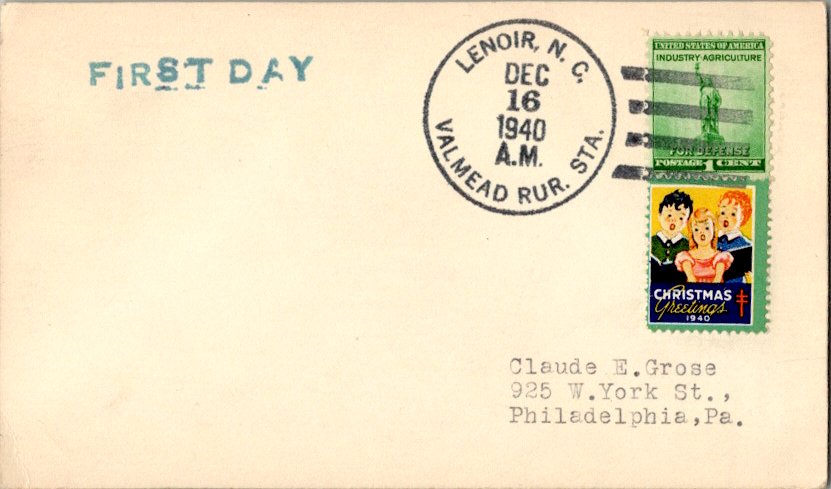 FIRST DAY
LENOIR, N. C.
DEC
16
1940
A.M.
VALMEAD RUR. STA.
UNITED STATES OF AMERICA
INDUSTRY·AGRICULTURE
FOR DEFENSE
POSTAGE 1 CENT
CHRISTMAS
Greetings
1940
Claude E.Grose
925 W.York St.,
Philadelphia,Pa.